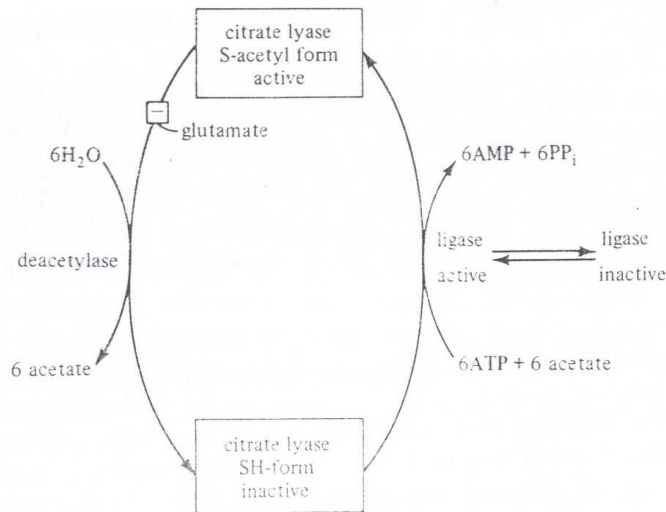 citrate lyase
S-acetyl form
active
−
glutamate
6H₂O
6AMP + 6PPᵢ
deacetylase
ligase
active
ligase
inactive
6 acetate
6ATP + 6 acetate
citrate lyase
SH-form
inactive